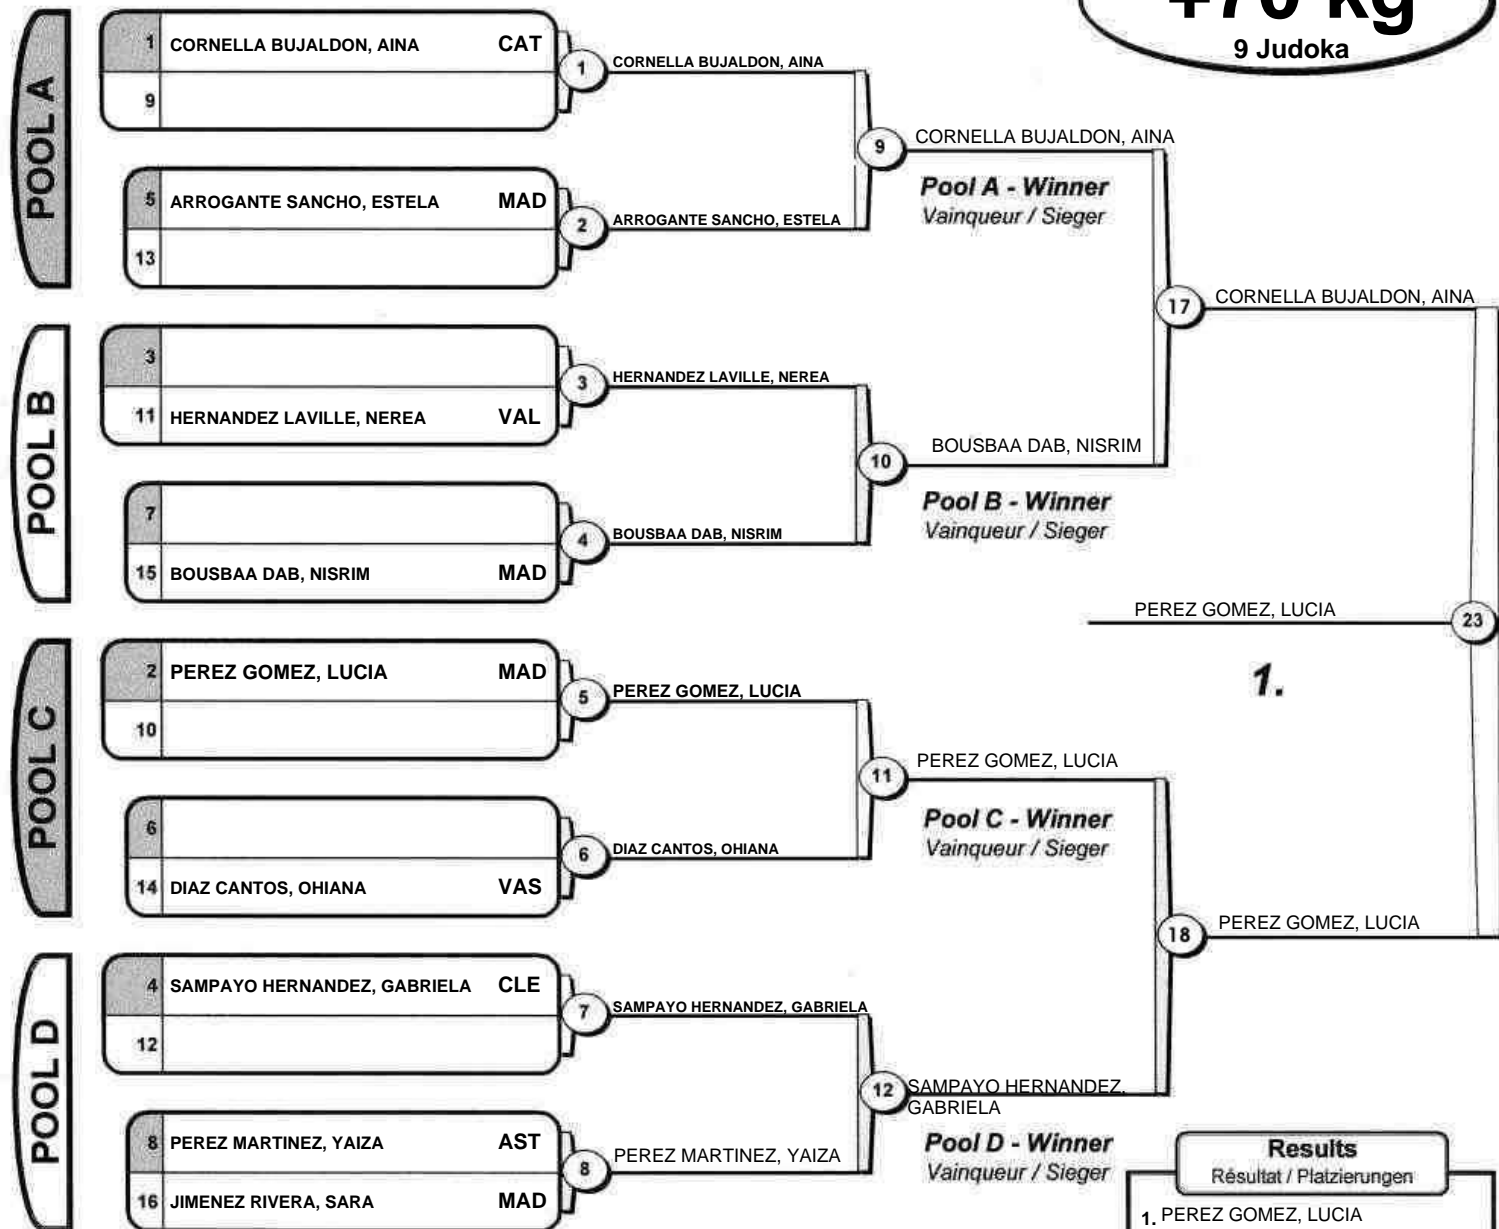 +70 kg
9 Judoka
POOL A
1 CORNELLA BUJALDON, AINA CAT
9
1 CORNELLA BUJALDON, AINA
5 ARROGANTE SANCHO, ESTELA MAD
13
2 ARROGANTE SANCHO, ESTELA
9 CORNELLA BUJALDON, AINA
Pool A - Winner
Vainqueur / Sieger
POOL B
3
11 HERNANDEZ LAVILLE, NEREA VAL
3 HERNANDEZ LAVILLE, NEREA
7
15 BOUSBAA DAB, NISRIM MAD
4 BOUSBAA DAB, NISRIM
10 BOUSBAA DAB, NISRIM
Pool B - Winner
Vainqueur / Sieger
17 CORNELLA BUJALDON, AINA
PEREZ GOMEZ, LUCIA 23
1.
POOL C
2 PEREZ GOMEZ, LUCIA MAD
10
5 PEREZ GOMEZ, LUCIA
6
14 DIAZ CANTOS, OHIANA VAS
6 DIAZ CANTOS, OHIANA
11 PEREZ GOMEZ, LUCIA
Pool C - Winner
Vainqueur / Sieger
POOL D
4 SAMPAYO HERNANDEZ, GABRIELA CLE
12
7 SAMPAYO HERNANDEZ, GABRIELA
8 PEREZ MARTINEZ, YAIZA AST
16 JIMENEZ RIVERA, SARA MAD
8 PEREZ MARTINEZ, YAIZA
12 SAMPAYO HERNANDEZ,
GABRIELA
Pool D - Winner
Vainqueur / Sieger
18 PEREZ GOMEZ, LUCIA
Results
Résultat / Platzierungen
1. PEREZ GOMEZ, LUCIA